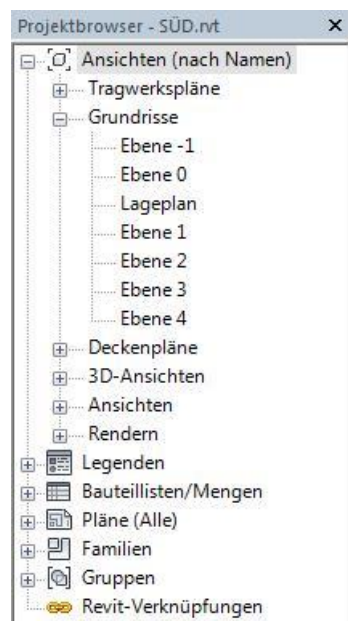 Projektbrowser - SÜD.rvt
Ansichten (nach Namen)
Tragwerkspläne
Grundrisse
Ebene -1
Ebene 0
Lageplan
Ebene 1
Ebene 2
Ebene 3
Ebene 4
Deckenpläne
3D-Ansichten
Ansichten
Rendern
Legenden
Bauteillisten/Mengen
Pläne (Alle)
Familien
Gruppen
Revit-Verknüpfungen